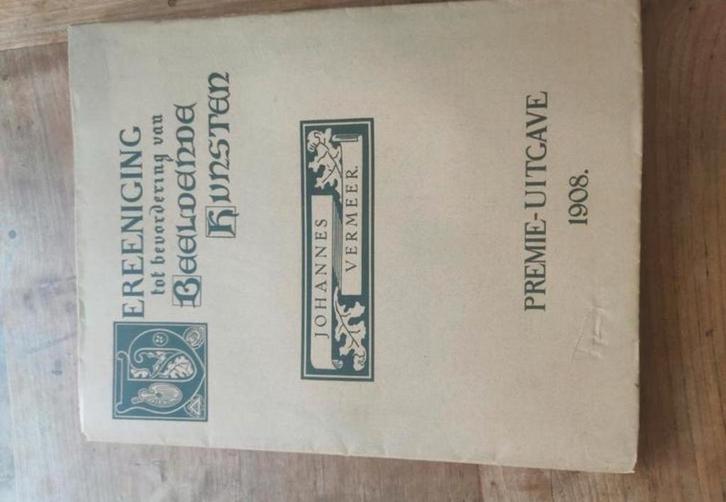 VEREENIGING
tot bevordering van
Beeldende
Kunsten
JOHANNES
VERMEER.
PREMIE-UITGAVE
1908.